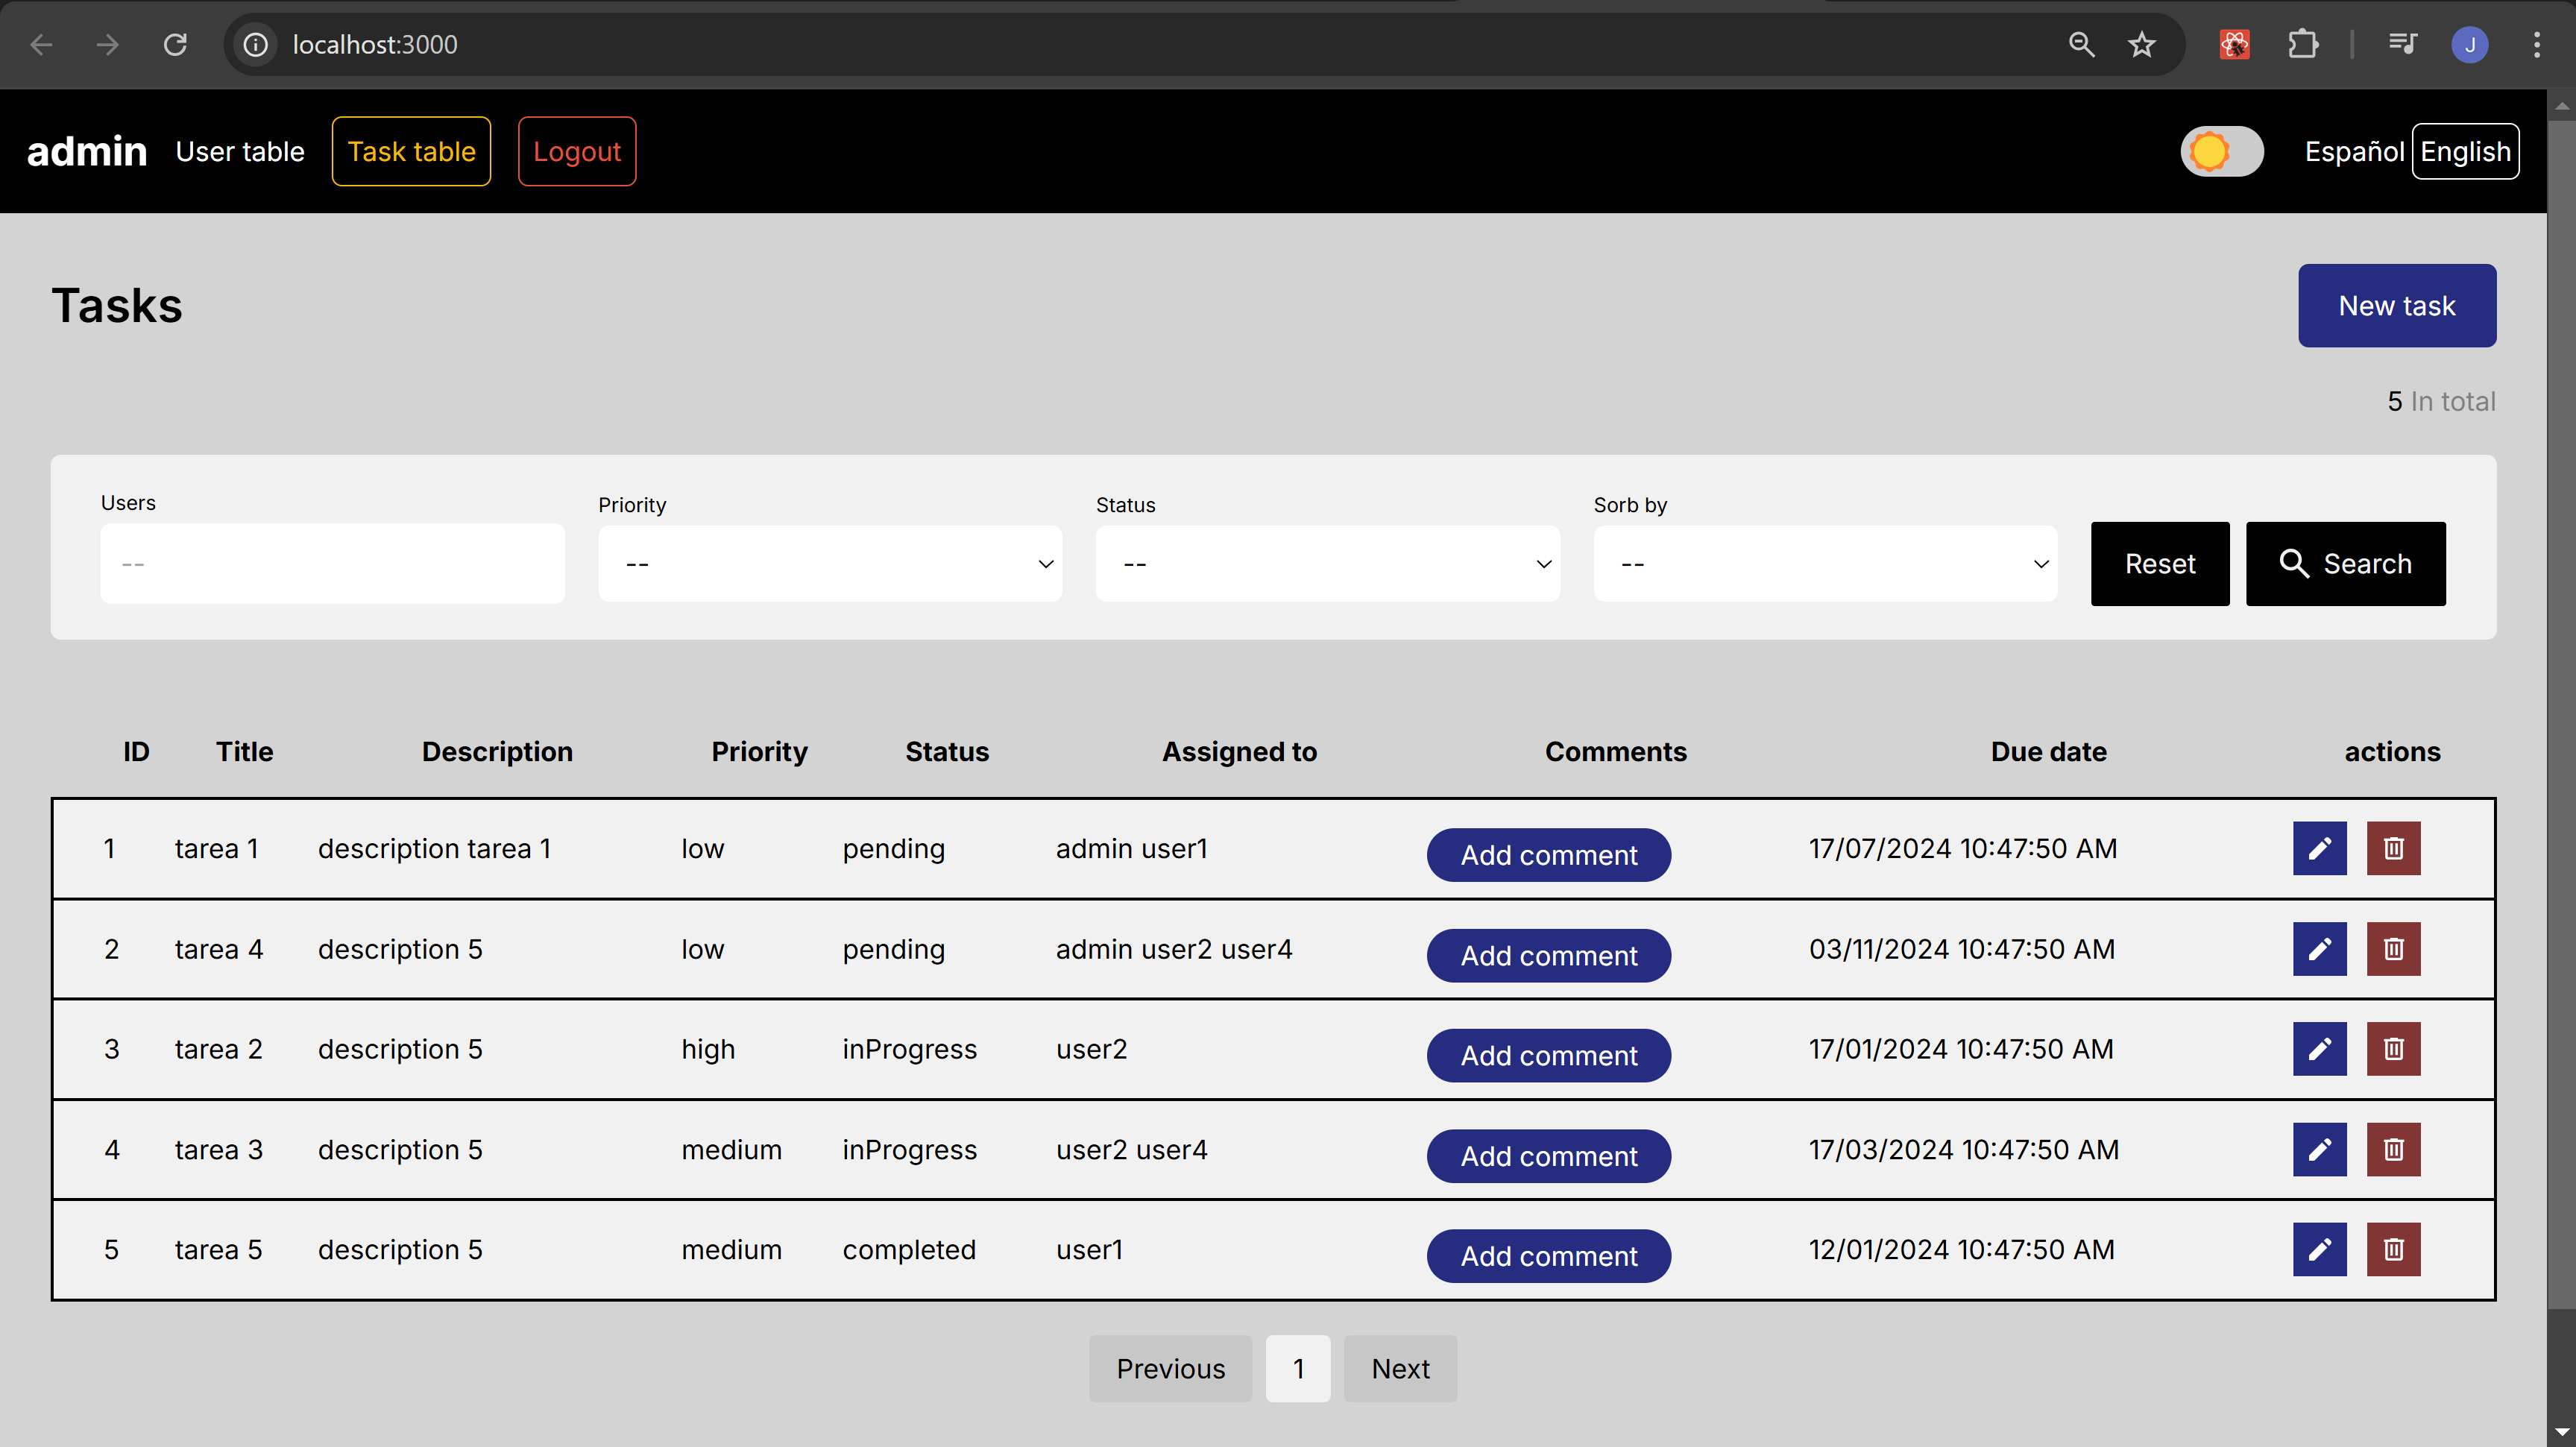 localhost:3000
J
admin User table Task table Logout Español English
Tasks New task
5 In total
Users Priority Status Sorb by
-- -- -- -- Reset Search
ID Title Description Priority Status Assigned to Comments Due date actions
1 tarea 1 description tarea 1 low pending admin user1 Add comment 17/07/2024 10:47:50 AM
2 tarea 4 description 5 low pending admin user2 user4 Add comment 03/11/2024 10:47:50 AM
3 tarea 2 description 5 high inProgress user2 Add comment 17/01/2024 10:47:50 AM
4 tarea 3 description 5 medium inProgress user2 user4 Add comment 17/03/2024 10:47:50 AM
5 tarea 5 description 5 medium completed user1 Add comment 12/01/2024 10:47:50 AM
Previous 1 Next